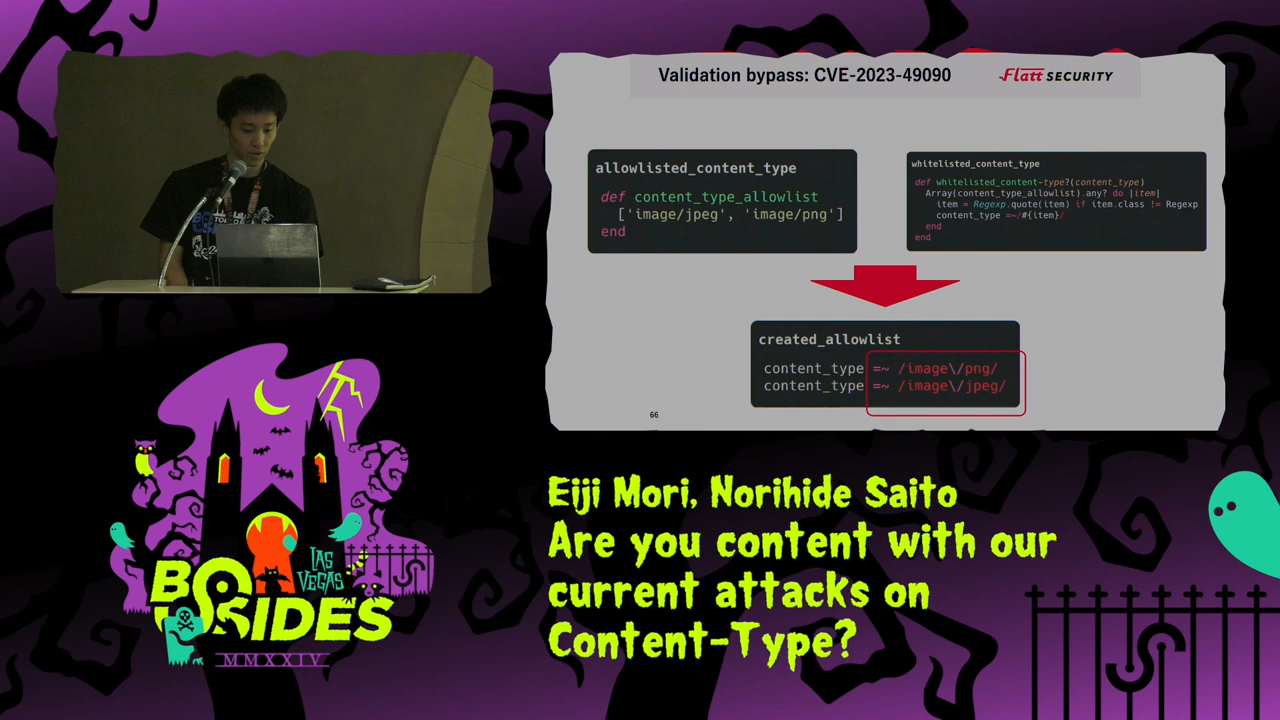 Validation bypass: CVE-2023-49090
Flatt SECURITY
allowlisted_content_type
def content_type_allowlist
['image/jpeg', 'image/png']
end
whitelisted_content_type
def whitelisted_content-type?(content_type)
Array(content_type_allowlist).any? do |item|
item = Regexp.quote(item) if item.class != Regexp
content_type =~/#{item}/
end
end
created_allowlist
content_type =~ /image\/png/
content_type =~ /image\/jpeg/
66
LAS
VEGAS
BSIDES
MMXXIV
Eiji Mori, Norihide Saito
Are you content with our
current attacks on
Content-Type?